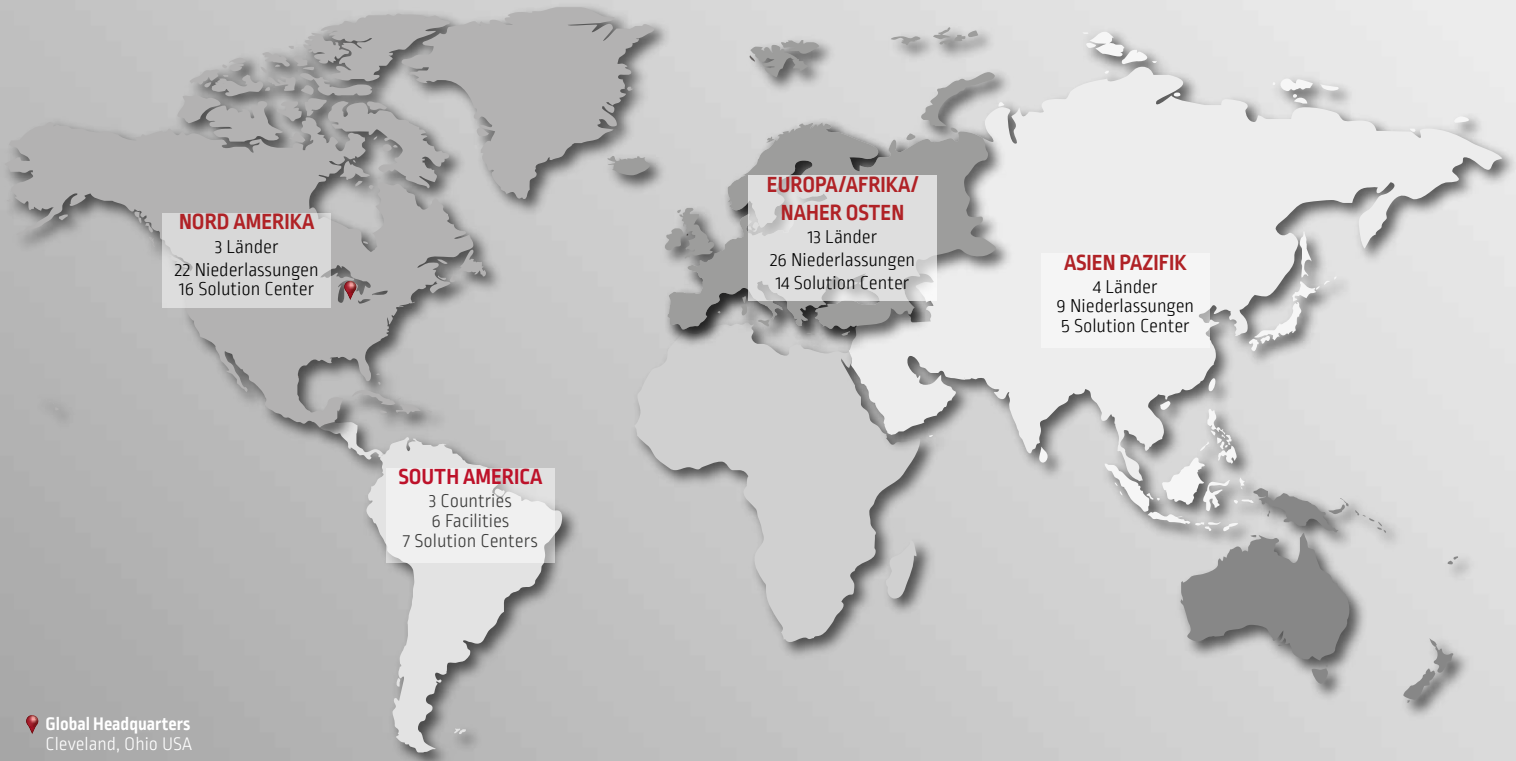 NORD AMERIKA
3 Länder
22 Niederlassungen
16 Solution Center
EUROPA/AFRIKA/
NAHER OSTEN
13 Länder
26 Niederlassungen
14 Solution Center
ASIEN PAZIFIK
4 Länder
9 Niederlassungen
5 Solution Center
SOUTH AMERICA
3 Countries
6 Facilities
7 Solution Centers
Global Headquarters
Cleveland, Ohio USA